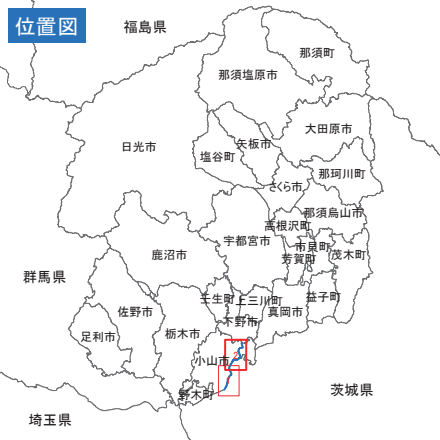 位置図
福島県
那須町
那須塩原市
大田原市
日光市
矢板市
塩谷町
那珂川町
さくら市
那須烏山市
高根沢町
宇都宮市
市貝町
茂木町
芳賀町
鹿沼市
群馬県
壬生町
上三川町
益子町
真岡市
佐野市
下野市
栃木市
足利市
小山市
2
野木町
茨城県
埼玉県